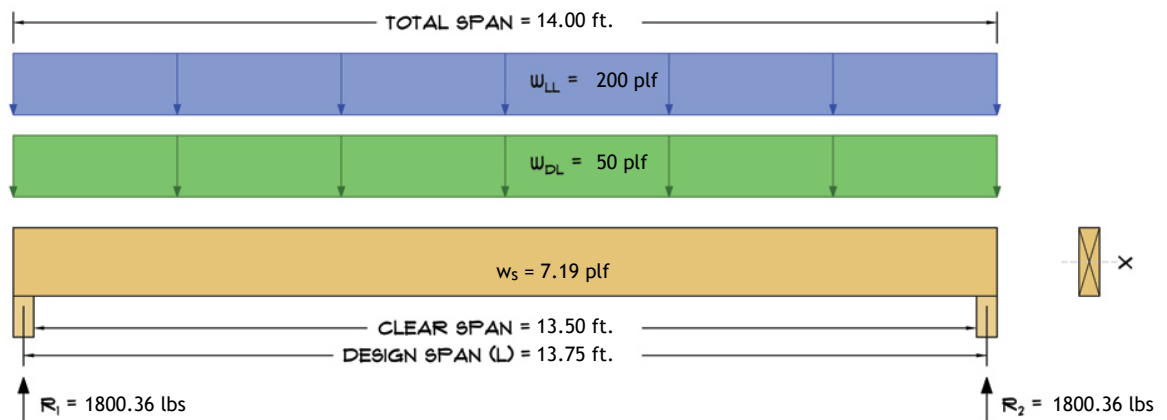 TOTAL SPAN = 14.00 ft.
wLL = 200 plf
wDL = 50 plf
ws = 7.19 plf
X
CLEAR SPAN = 13.50 ft.
DESIGN SPAN (L) = 13.75 ft.
R1 = 1800.36 lbs
R2 = 1800.36 lbs